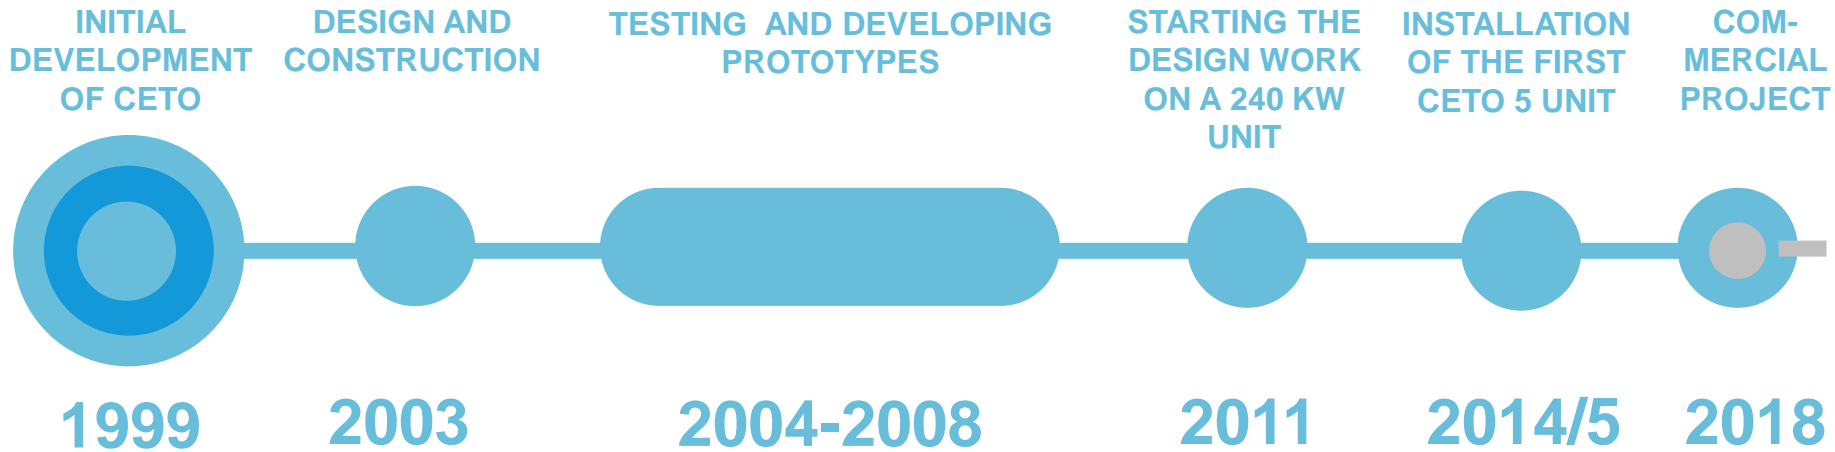 INITIAL
DEVELOPMENT
OF CETO
DESIGN AND
CONSTRUCTION
TESTING  AND DEVELOPING
PROTOTYPES
STARTING THE
DESIGN WORK
ON A 240 KW
UNIT
INSTALLATION
OF THE FIRST
CETO 5 UNIT
COM-
MERCIAL
PROJECT
1999
2003
2004-2008
2011
2014/5
2018